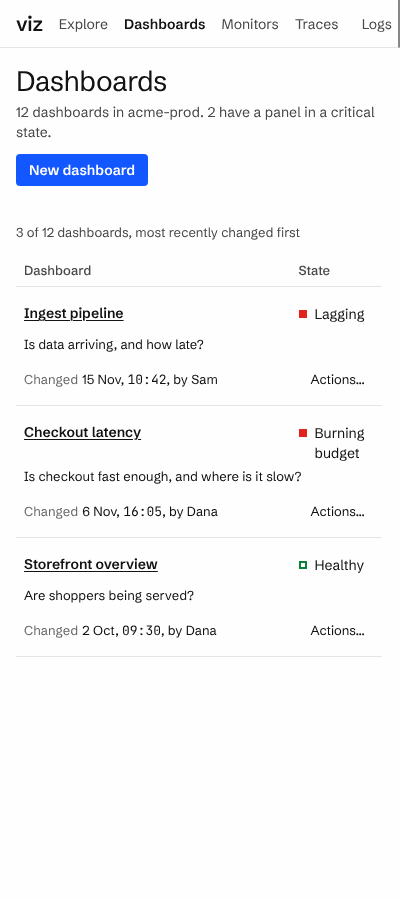 viz Explore Dashboards Monitors Traces Logs
Dashboards
12 dashboards in acme-prod. 2 have a panel in a critical
state.
New dashboard
3 of 12 dashboards, most recently changed first
Dashboard State
Ingest pipeline Lagging
Is data arriving, and how late?
Changed 15 Nov, 10:42, by Sam Actions…
Checkout latency Burning
budget
Is checkout fast enough, and where is it slow?
Changed 6 Nov, 16:05, by Dana Actions…
Storefront overview Healthy
Are shoppers being served?
Changed 2 Oct, 09:30, by Dana Actions…